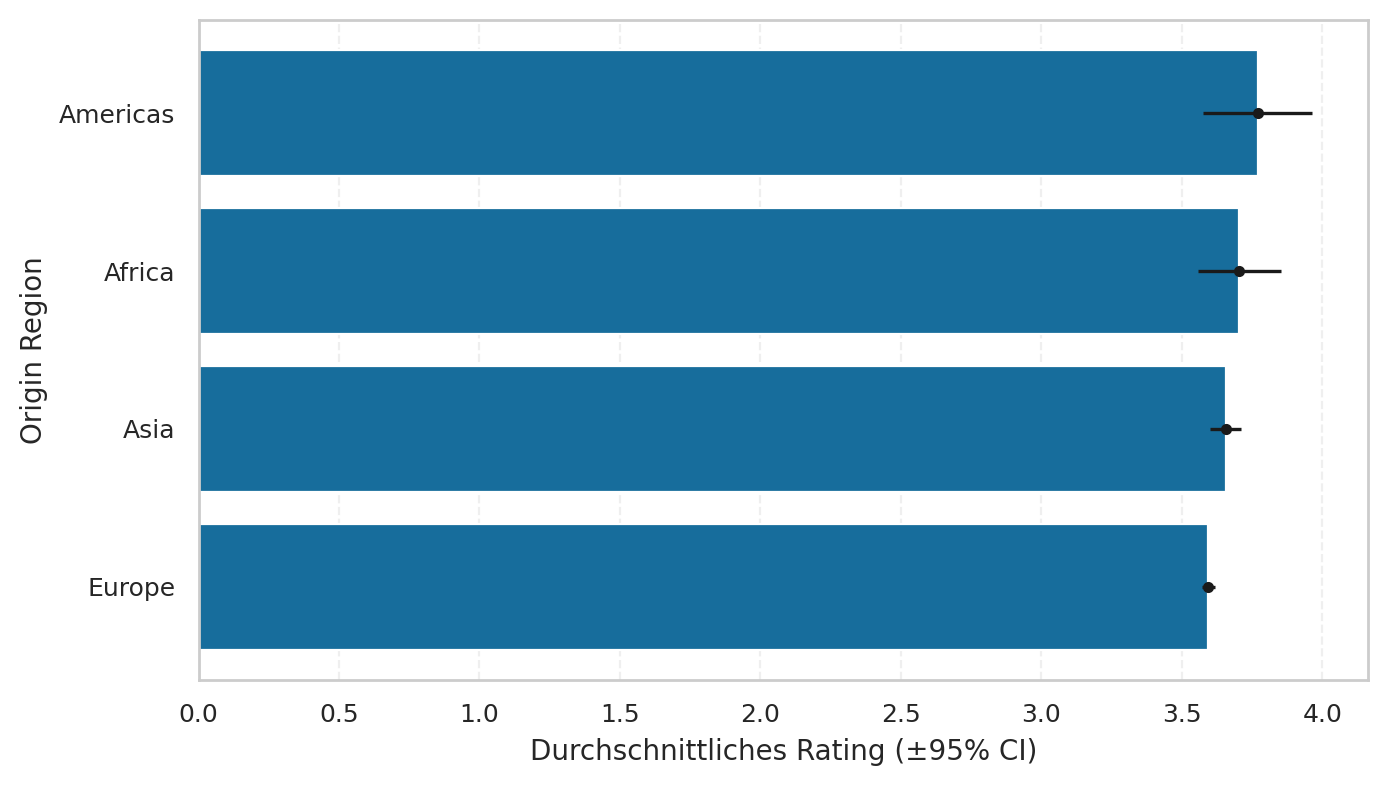 Origin Region
Americas
Africa
Asia
Europe
0.0 0.5 1.0 1.5 2.0 2.5 3.0 3.5 4.0
Durchschnittliches Rating (±95% CI)